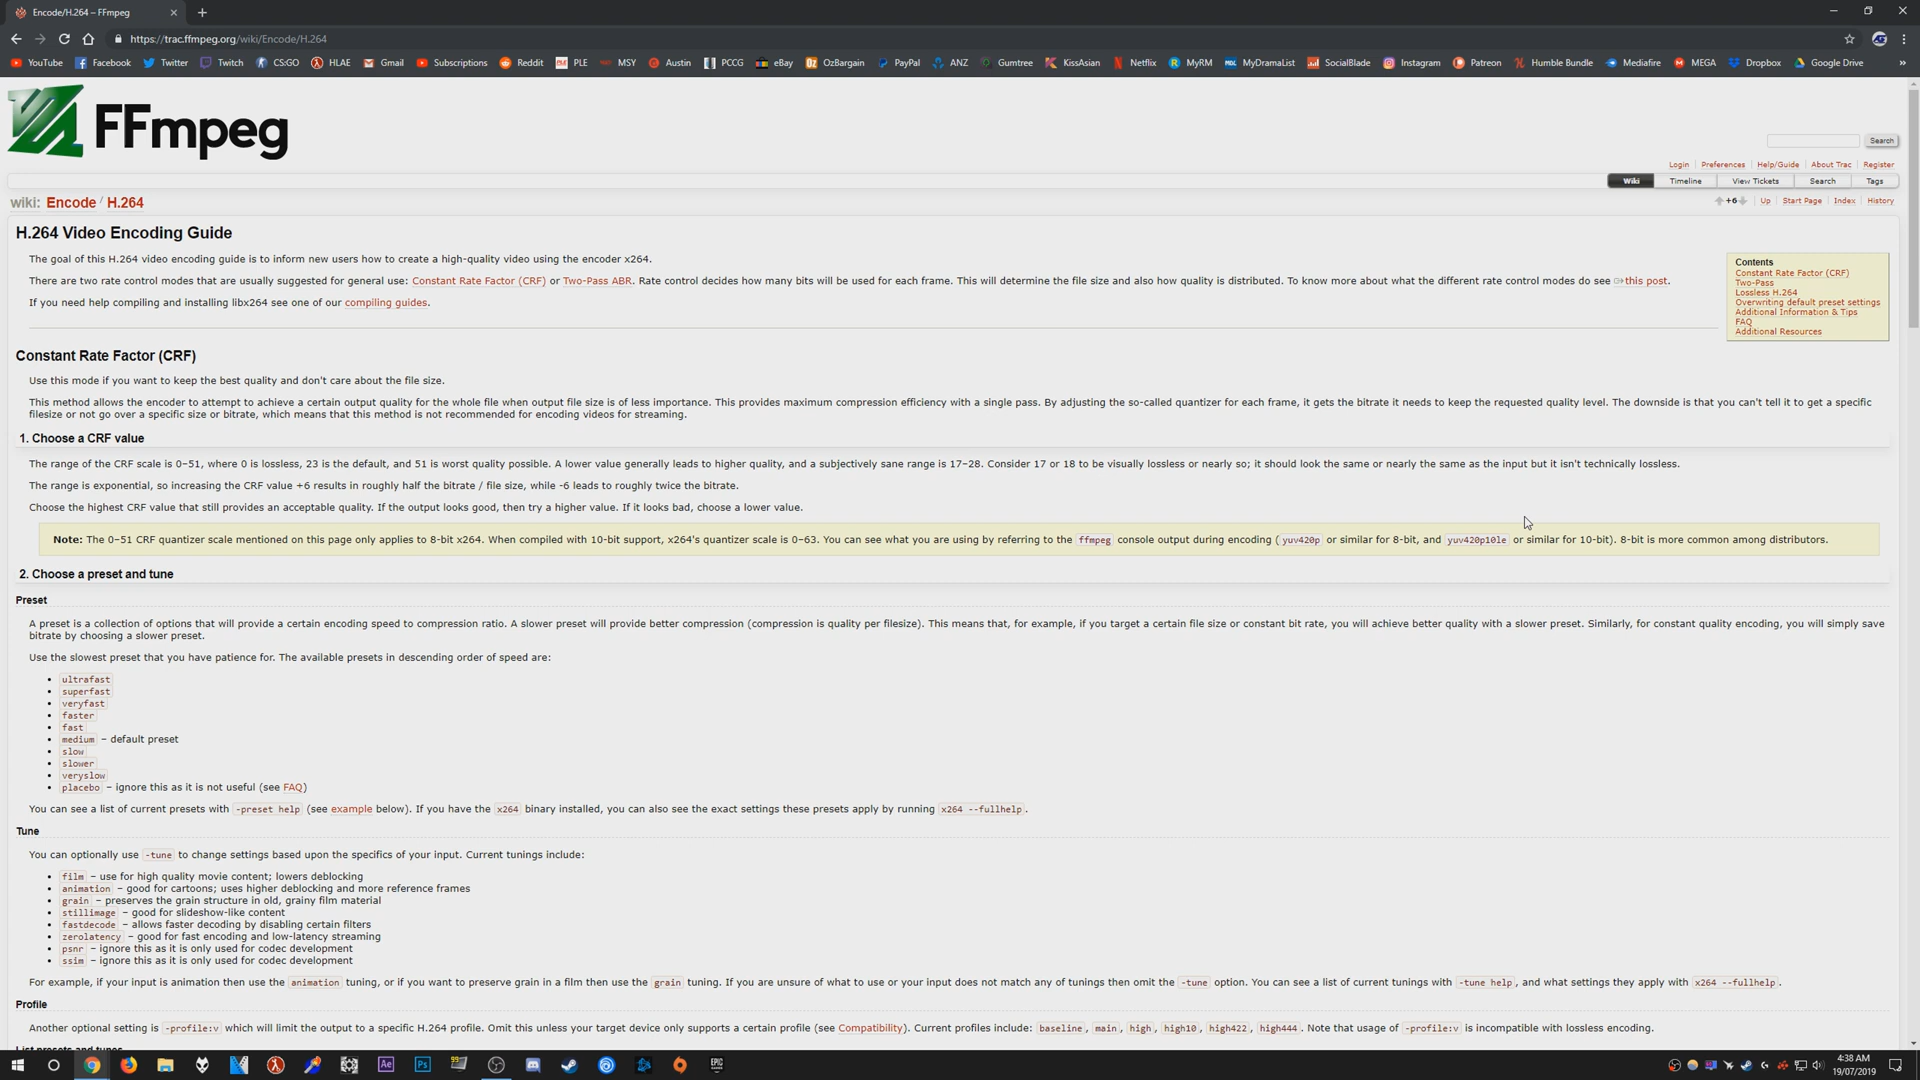 Encode/H.264 – FFmpeg
https://trac.ffmpeg.org/wiki/Encode/H.264
YouTube Facebook Twitter Twitch CS:GO HLAE Gmail Subscriptions Reddit PLE MSY Austin PCCG eBay OzBargain PayPal ANZ Gumtree KissAsian Netflix MyRM MyDramaList SocialBlade Instagram Patreon Humble Bundle Mediafire MEGA Dropbox Google Drive »
FFmpeg
Search
Login Preferences Help/Guide About Trac Register
Wiki Timeline View Tickets Search Tags
wiki: Encode / H.264
+6 Up Start Page Index History
H.264 Video Encoding Guide
The goal of this H.264 video encoding guide is to inform new users how to create a high-quality video using the encoder x264.
There are two rate control modes that are usually suggested for general use: Constant Rate Factor (CRF) or Two-Pass ABR. Rate control decides how many bits will be used for each frame. This will determine the file size and also how quality is distributed. To know more about what the different rate control modes do see this post.
If you need help compiling and installing libx264 see one of our compiling guides.
Contents
Constant Rate Factor (CRF)
Two-Pass
Lossless H.264
Overwriting default preset settings
Additional Information & Tips
FAQ
Additional Resources
Constant Rate Factor (CRF)
Use this mode if you want to keep the best quality and don't care about the file size.
This method allows the encoder to attempt to achieve a certain output quality for the whole file when output file size is of less importance. This provides maximum compression efficiency with a single pass. By adjusting the so-called quantizer for each frame, it gets the bitrate it needs to keep the requested quality level. The downside is that you can't tell it to get a specific
filesize or not go over a specific size or bitrate, which means that this method is not recommended for encoding videos for streaming.
1. Choose a CRF value
The range of the CRF scale is 0–51, where 0 is lossless, 23 is the default, and 51 is worst quality possible. A lower value generally leads to higher quality, and a subjectively sane range is 17–28. Consider 17 or 18 to be visually lossless or nearly so; it should look the same or nearly the same as the input but it isn't technically lossless.
The range is exponential, so increasing the CRF value +6 results in roughly half the bitrate / file size, while -6 leads to roughly twice the bitrate.
Choose the highest CRF value that still provides an acceptable quality. If the output looks good, then try a higher value. If it looks bad, choose a lower value.
Note: The 0–51 CRF quantizer scale mentioned on this page only applies to 8-bit x264. When compiled with 10-bit support, x264's quantizer scale is 0–63. You can see what you are using by referring to the ffmpeg console output during encoding (yuv420p or similar for 8-bit, and yuv420p10le or similar for 10-bit). 8-bit is more common among distributors.
2. Choose a preset and tune
Preset
A preset is a collection of options that will provide a certain encoding speed to compression ratio. A slower preset will provide better compression (compression is quality per filesize). This means that, for example, if you target a certain file size or constant bit rate, you will achieve better quality with a slower preset. Similarly, for constant quality encoding, you will simply save
bitrate by choosing a slower preset.
Use the slowest preset that you have patience for. The available presets in descending order of speed are:
• ultrafast
• superfast
• veryfast
• faster
• fast
• medium – default preset
• slow
• slower
• veryslow
• placebo – ignore this as it is not useful (see FAQ)
You can see a list of current presets with -preset help (see example below). If you have the x264 binary installed, you can also see the exact settings these presets apply by running x264 --fullhelp.
Tune
You can optionally use -tune to change settings based upon the specifics of your input. Current tunings include:
• film – use for high quality movie content; lowers deblocking
• animation – good for cartoons; uses higher deblocking and more reference frames
• grain – preserves the grain structure in old, grainy film material
• stillimage – good for slideshow-like content
• fastdecode – allows faster decoding by disabling certain filters
• zerolatency – good for fast encoding and low-latency streaming
• psnr – ignore this as it is only used for codec development
• ssim – ignore this as it is only used for codec development
For example, if your input is animation then use the animation tuning, or if you want to preserve grain in a film then use the grain tuning. If you are unsure of what to use or your input does not match any of tunings then omit the -tune option. You can see a list of current tunings with -tune help, and what settings they apply with x264 --fullhelp.
Profile
Another optional setting is -profile:v which will limit the output to a specific H.264 profile. Omit this unless your target device only supports a certain profile (see Compatibility). Current profiles include: baseline, main, high, high10, high422, high444. Note that usage of -profile:v is incompatible with lossless encoding.
List presets and tunes
4:38 AM
19/07/2019